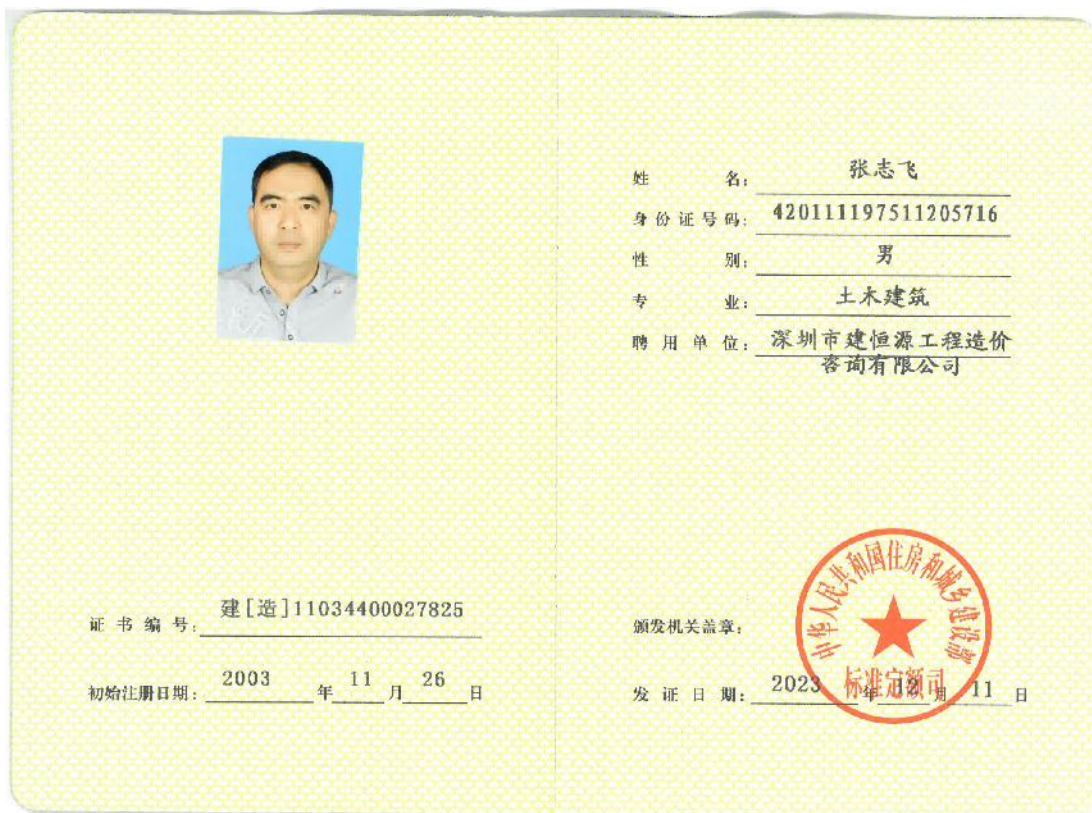 姓 名: 张志飞
身份证号码: 420111197511205716
性 别: 男
专 业: 土木建筑
聘用单位: 深圳市建恒源工程造价
咨询有限公司
证书编号: 建[造]11034400027825
初始注册日期: 2003 年 11 月 26 日
颁发机关盖章:
中华人民共和国住房和城乡建设部
标准定额司
发证日期: 2023 年 12 月 11 日